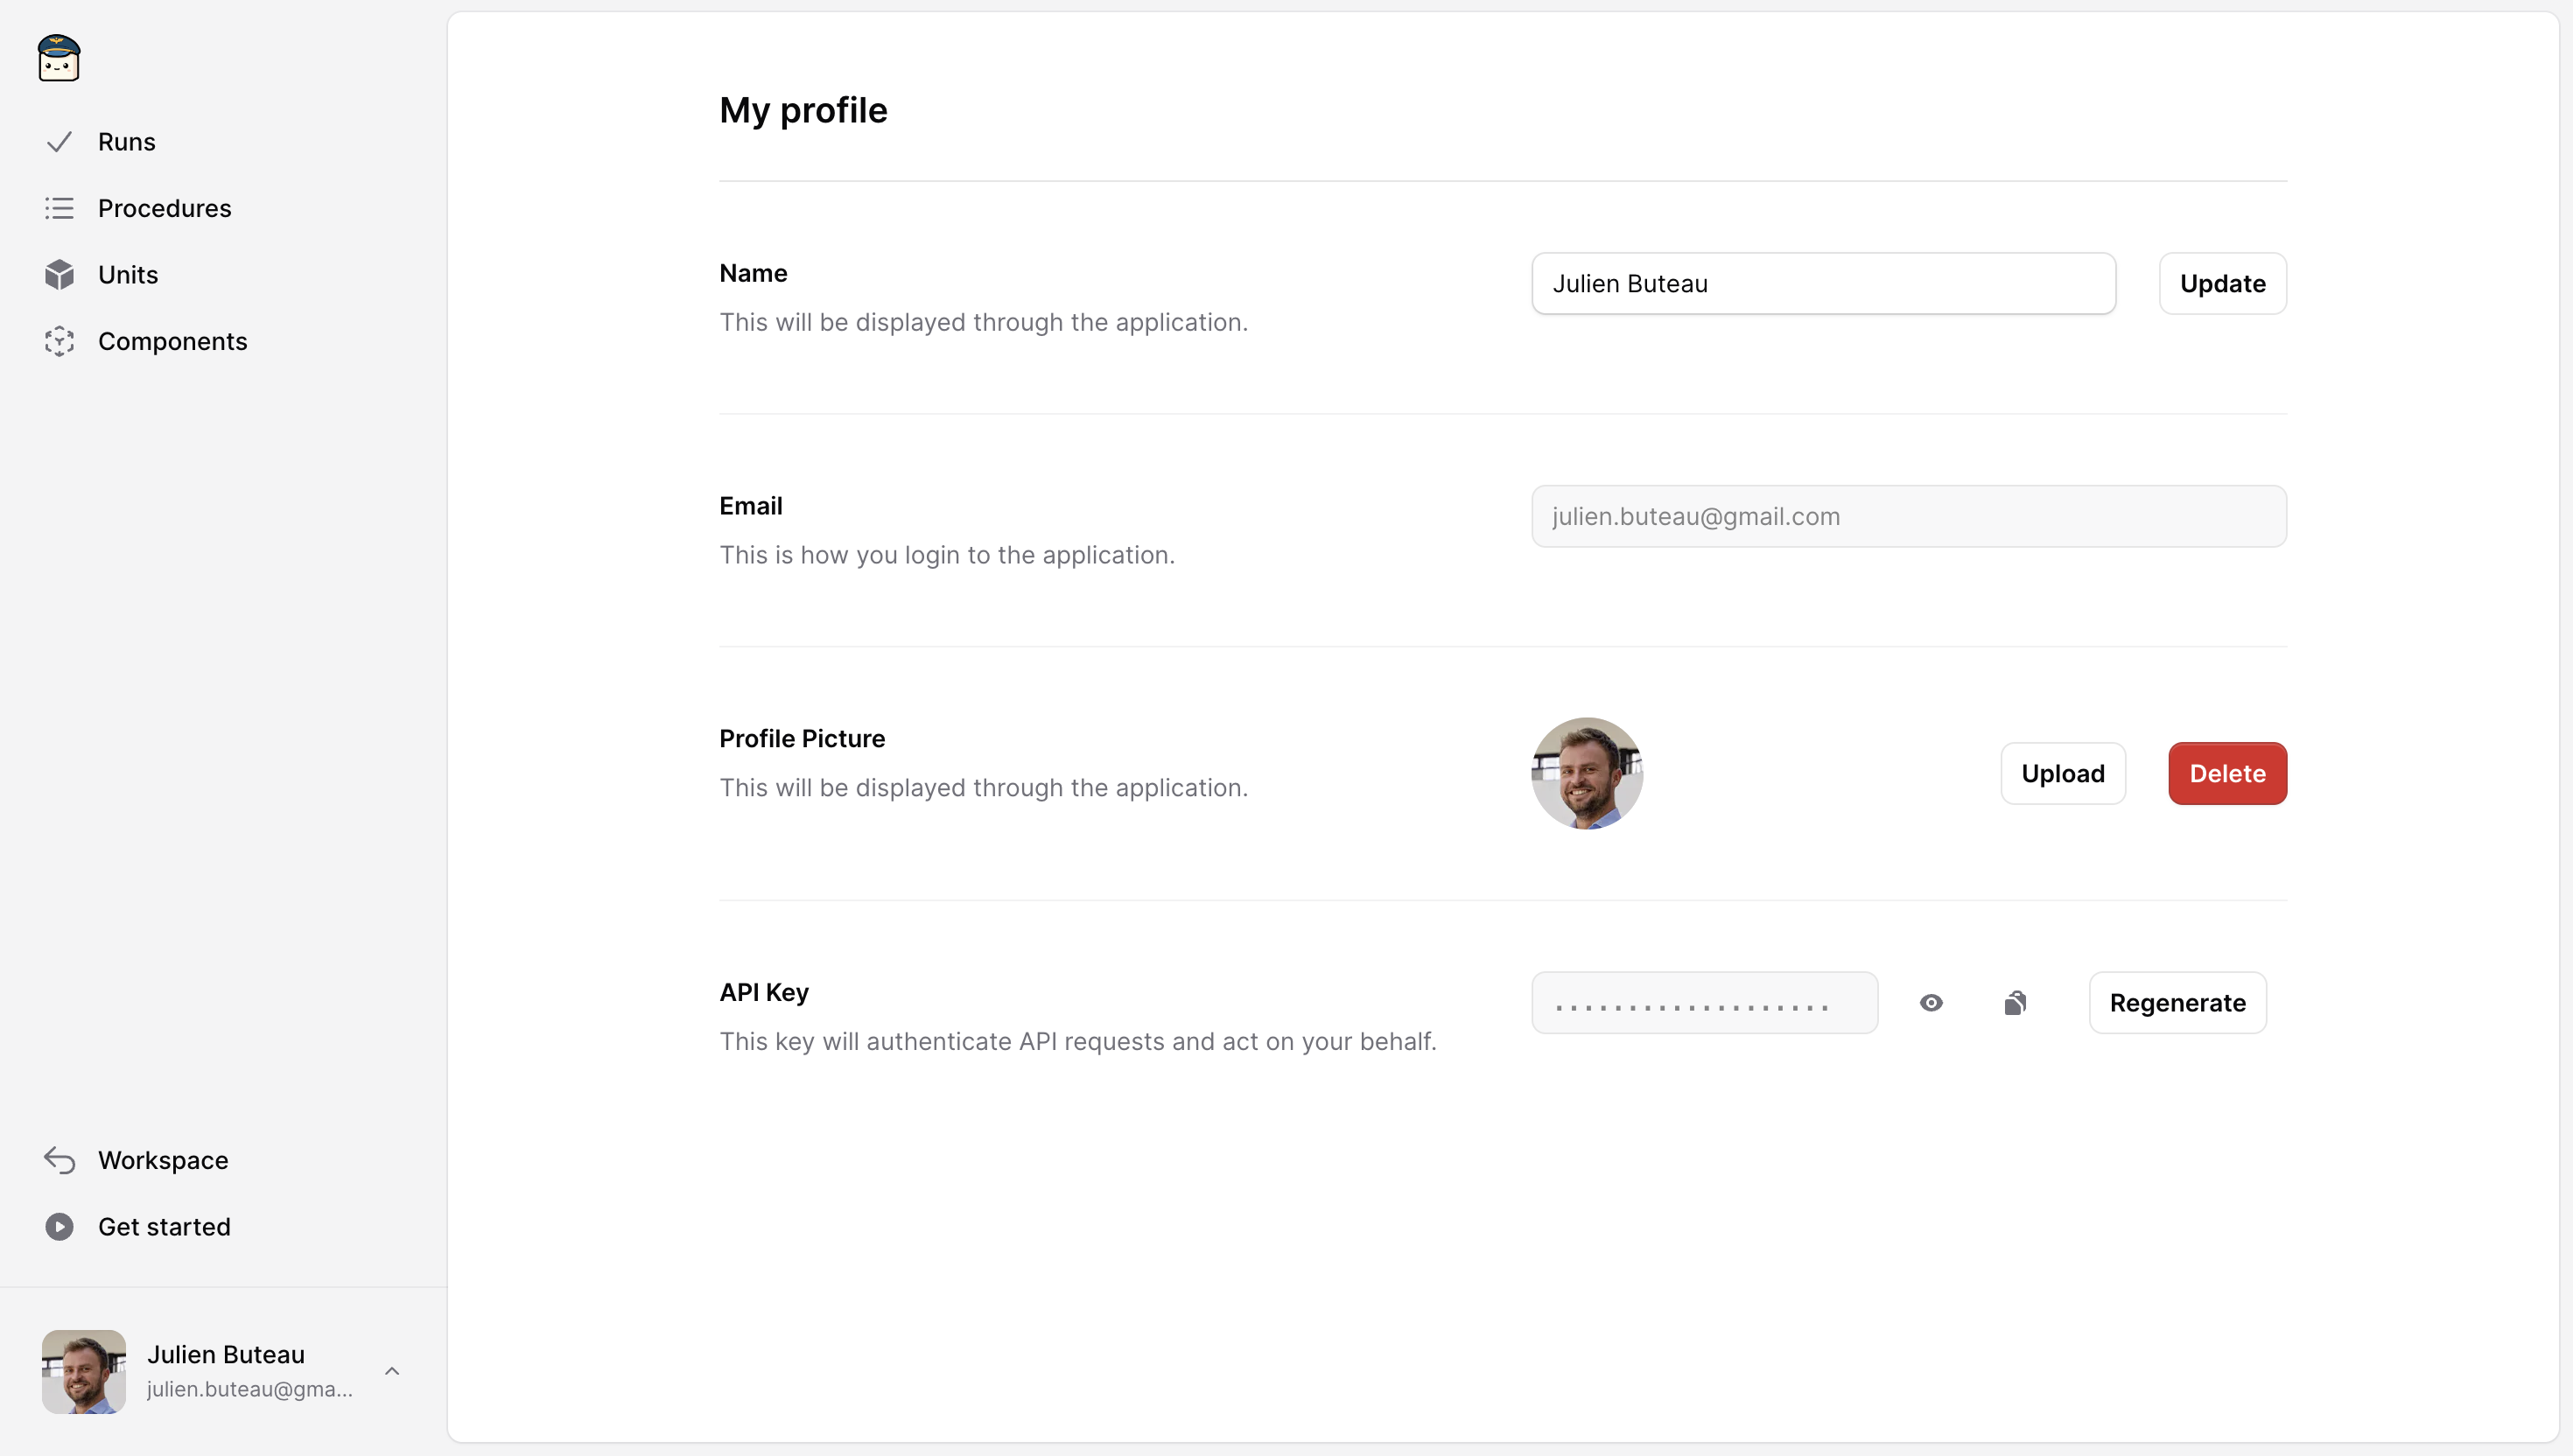 Runs
Procedures
Units
Components
Workspace
Get started
Julien Buteau
julien.buteau@gma...
My profile
Name
This will be displayed through the application.
Julien Buteau
Update
Email
This is how you login to the application.
julien.buteau@gmail.com
Profile Picture
This will be displayed through the application.
Upload
Delete
API Key
This key will authenticate API requests and act on your behalf.
...................
Regenerate